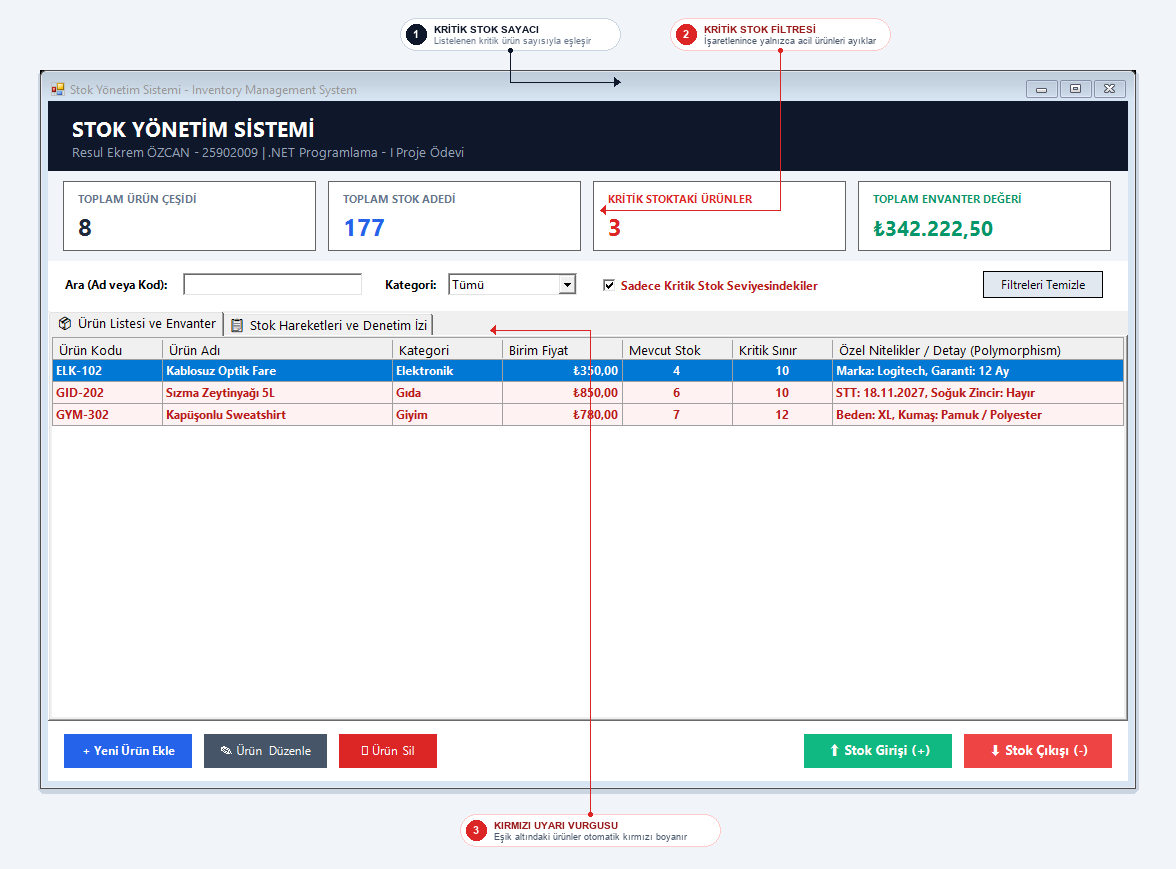 1 KRİTİK STOK SAYACI
Listelenen kritik ürün sayısıyla eşleşir
2 KRİTİK STOK FİLTRESİ
İşaretlenince yalnızca acil ürünleri ayıklar
Stok Yönetim Sistemi - Inventory Management System
STOK YÖNETİM SİSTEMİ
Resul Ekrem ÖZCAN - 25902009 | .NET Programlama - I Proje Ödevi
TOPLAM ÜRÜN ÇEŞİDİ
8
TOPLAM STOK ADEDİ
177
KRİTİK STOKTAKİ ÜRÜNLER
3
TOPLAM ENVANTER DEĞERİ
₺342.222,50
Ara (Ad veya Kod):
Kategori: Tümü
Sadece Kritik Stok Seviyesindekiler
Filtreleri Temizle
Ürün Listesi ve Envanter
Stok Hareketleri ve Denetim İzi
Ürün Kodu Ürün Adı Kategori Birim Fiyat Mevcut Stok Kritik Sınır Özel Nitelikler / Detay (Polymorphism)
ELK-102 Kablosuz Optik Fare Elektronik ₺350,00 4 10 Marka: Logitech, Garanti: 12 Ay
GID-202 Sızma Zeytinyağı 5L Gıda ₺850,00 6 10 STT: 18.11.2027, Soğuk Zincir: Hayır
GYM-302 Kapüşonlu Sweatshirt Giyim ₺780,00 7 12 Beden: XL, Kumaş: Pamuk / Polyester
+ Yeni Ürün Ekle
✎ Ürün Düzenle
Ürün Sil
⬆ Stok Girişi (+)
⬇ Stok Çıkışı (-)
3 KIRMIZI UYARI VURGUSU
Eşik altındaki ürünler otomatik kırmızı boyanır